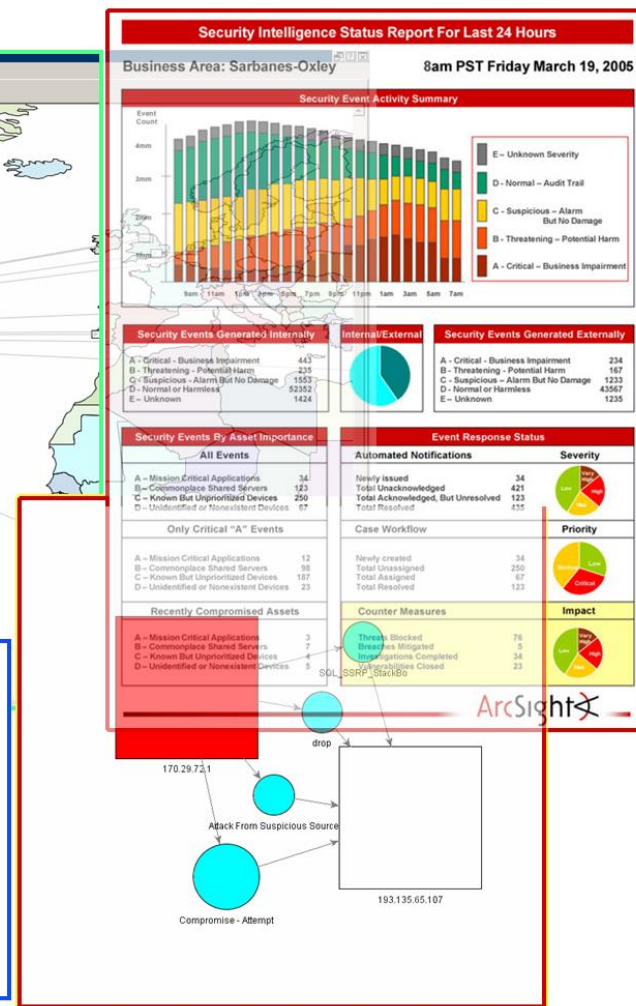 Security Intelligence Status Report For Last 24 Hours
Business Area: Sarbanes-Oxley 8am PST Friday March 19, 2005
Security Event Activity Summary
Event
Count
4mm
3mm
2mm
9am 11am 1pm 3pm 5pm 7pm 9pm 11pm 1am 3am 5am 7am
E – Unknown Severity
D - Normal – Audit Trail
C - Suspicious – Alarm
But No Damage
B - Threatening – Potential Harm
A - Critical – Business Impairment
Security Events Generated Internally
A - Critical - Business Impairment 443
B - Threatening - Potential Harm 235
C - Suspicious - Alarm But No Damage 1553
D - Normal or Harmless 52352
E – Unknown 1424
Internal/External
Security Events Generated Externally
A - Critical - Business Impairment 234
B - Threatening - Potential Harm 167
C - Suspicious – Alarm But No Damage 1233
D - Normal or Harmless 43567
E – Unknown 1235
Security Events By Asset Importance
All Events
A – Mission Critical Applications 34
B – Commonplace Shared Servers 123
C – Known But Unprioritized Devices 250
D – Unidentified or Nonexistent Devices 67
Only Critical "A" Events
A – Mission Critical Applications 12
B – Commonplace Shared Servers 98
C – Known But Unprioritized Devices 187
D – Unidentified or Nonexistent Devices 23
Recently Compromised Assets
A – Mission Critical Applications 3
B – Commonplace Shared Servers 7
C – Known But Unprioritized Devices 4
D – Unidentified or Nonexistent Devices 5
Event Response Status
Automated Notifications Severity
Newly issued 34
Total Unacknowledged 421
Total Acknowledged, But Unresolved 123
Total Resolved 435
Very
High
Low
High
Med
Case Workflow Priority
Newly created 34
Total Unassigned 250
Total Assigned 67
Total Resolved 123
Medium
Low
Critical
Counter Measures Impact
Threats Blocked 76
Breaches Mitigated 5
Investigations Completed 34
Vulnerabilities Closed 23
Very
High
Low
High
Med
ArcSight
SQL_SSRP_StackBo
drop
170.29.72.1
Attack From Suspicious Source
193.135.65.107
Compromise - Attempt